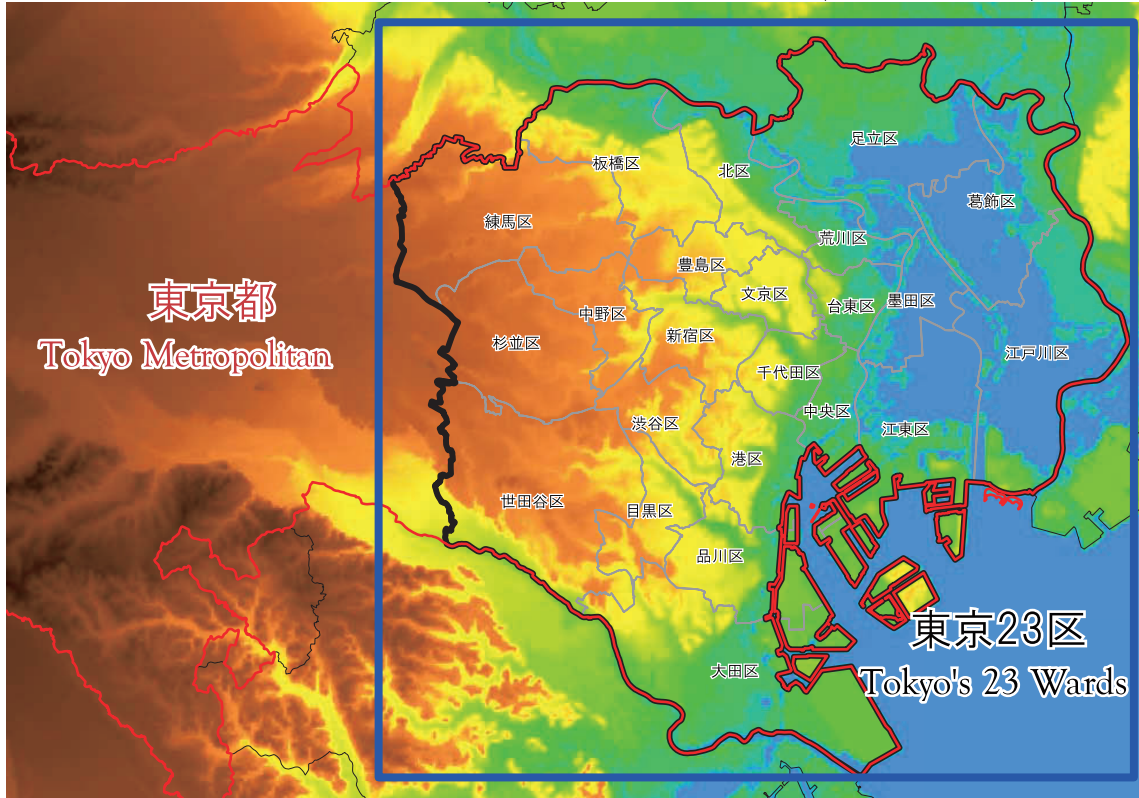 足立区
板橋区
北区
葛飾区
練馬区
荒川区
豊島区
文京区
台東区
墨田区
東京都
Tokyo Metropolitan
中野区
新宿区
杉並区
江戸川区
千代田区
中央区
渋谷区
江東区
港区
世田谷区
目黒区
品川区
東京23区
Tokyo's 23 Wards
大田区